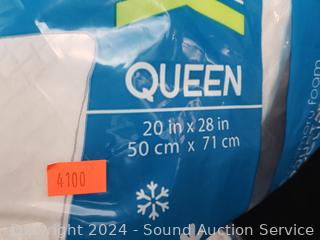 QUEEN
20 in x 28 in
50 cm x 71 cm
4100
Copyright 2024 - Sound Auction Service